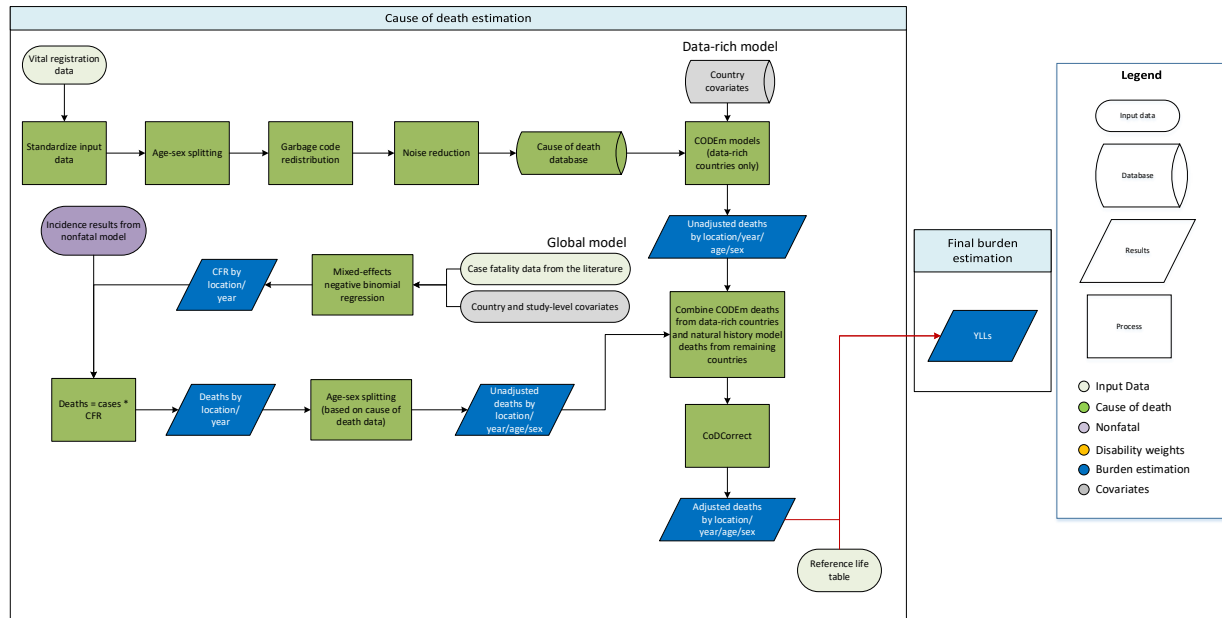 Cause of death estimation
Vital registration
data
Data-rich model
Country
covariates
Standardize input
data
Age-sex splitting
Garbage code
redistribution
Noise reduction
Cause of death
database
CODEm models
(data-rich
countries only)
Unadjusted deaths
by location/year/
age/sex
Incidence results from
nonfatal model
Global model
CFR by
location/
year
Mixed-effects
negative binomial
regression
Case fatality data from the literature
Country and study-level covariates
Combine CODEm deaths
from data-rich countries
and natural history model
deaths from remaining
countries
Deaths = cases *
CFR
Deaths by
location/
year
Age-sex splitting
(based on cause of
death data)
Unadjusted
deaths by
location/
year/age/sex
CoDCorrect
Adjusted deaths
by location/
year/age/sex
Reference life
table
Final burden
estimation
YLLs
Legend
Input data
Database
Results
Process
Input Data
Cause of death
Nonfatal
Disability weights
Burden estimation
Covariates